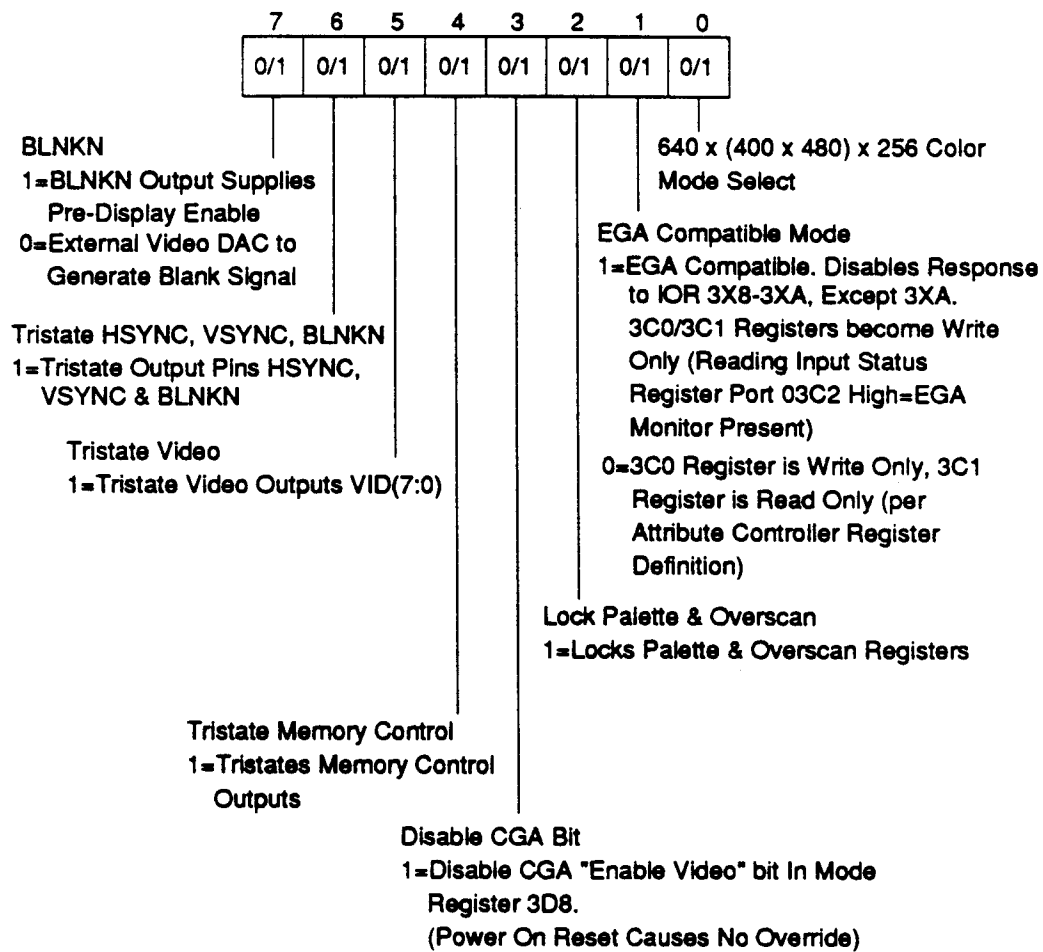 7 6 5 4 3 2 1 0
0/1 0/1 0/1 0/1 0/1 0/1 0/1 0/1
BLNKN
1=BLNKN Output Supplies
Pre-Display Enable
0=External Video DAC to
Generate Blank Signal
640 x (400 x 480) x 256 Color
Mode Select
EGA Compatible Mode
1=EGA Compatible. Disables Response
to IOR 3X8-3XA, Except 3XA.
3C0/3C1 Registers become Write
Only (Reading Input Status
Register Port 03C2 High=EGA
Monitor Present)
0=3C0 Register is Write Only, 3C1
Register is Read Only (per
Attribute Controller Register
Definition)
Tristate HSYNC, VSYNC, BLNKN
1=Tristate Output Pins HSYNC,
VSYNC & BLNKN
Tristate Video
1=Tristate Video Outputs VID(7:0)
Lock Palette & Overscan
1=Locks Palette & Overscan Registers
Tristate Memory Control
1=Tristates Memory Control
Outputs
Disable CGA Bit
1=Disable CGA "Enable Video" bit In Mode
Register 3D8.
(Power On Reset Causes No Override)